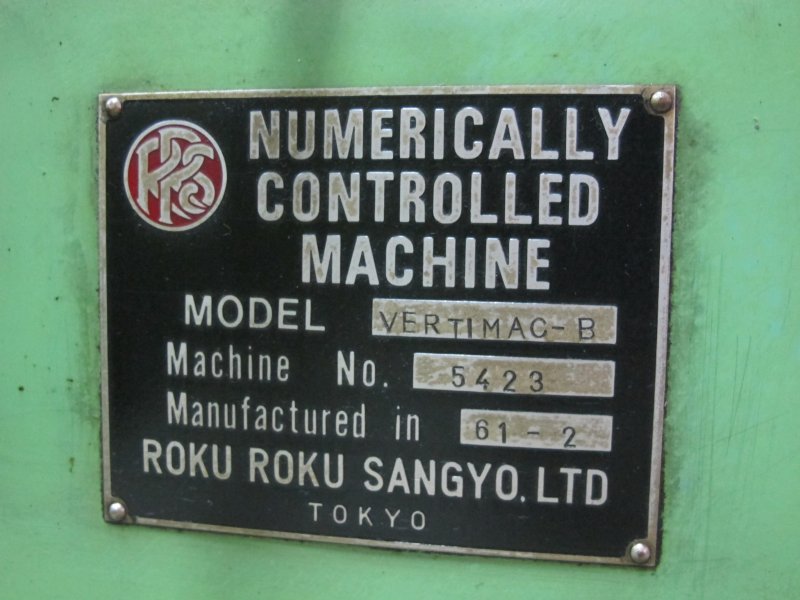 NUMERICALLY
CONTROLLED
MACHINE
MODEL VERTIMAC-B
Machine No. 5423
Manufactured in 61-2
ROKU ROKU SANGYO, LTD
TOKYO